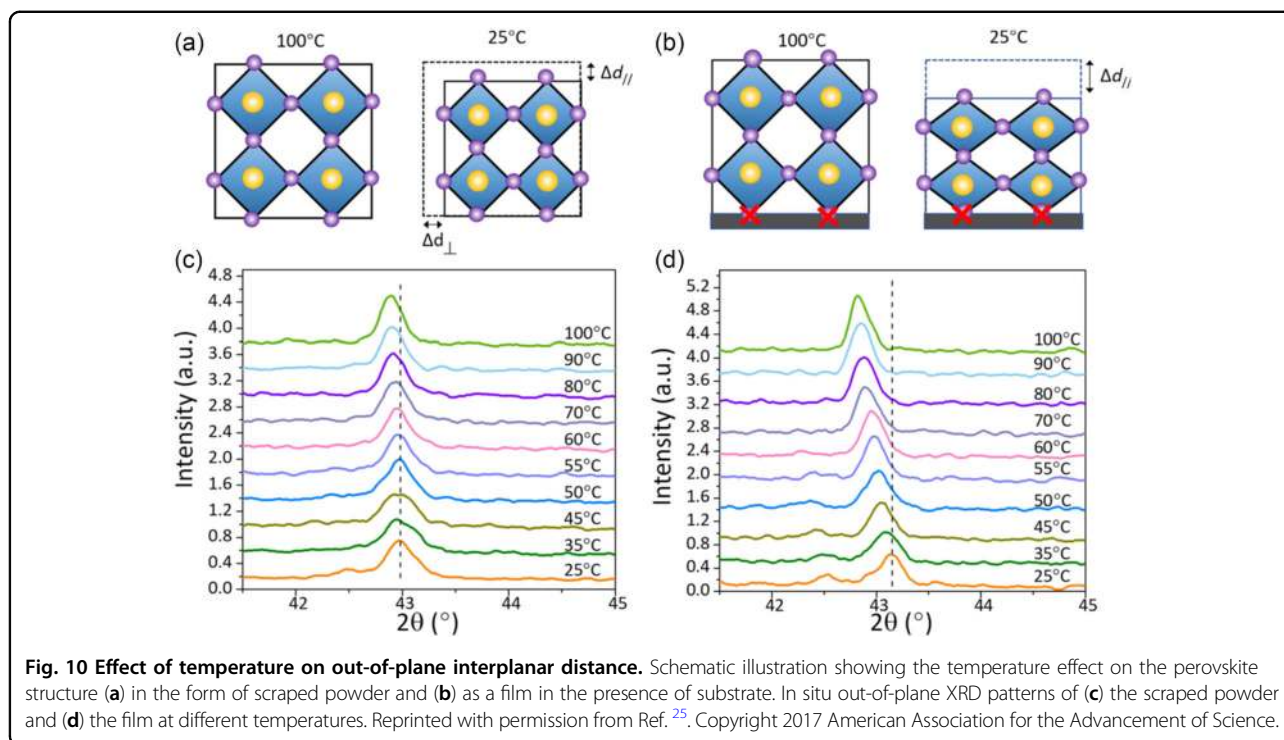 (a)
100°C
25°C
Δd//
Δd⊥
(b)
100°C
25°C
Δd//
(c)
Intensity (a.u.)
4.8
4.4
4.0
3.6
3.2
2.8
2.4
2.0
1.6
1.2
0.8
0.4
0.0
100°C
90°C
80°C
70°C
60°C
55°C
50°C
45°C
35°C
25°C
42
43
44
45
2θ (°)
(d)
Intensity (a.u.)
5.2
4.8
4.4
4.0
3.6
3.2
2.8
2.4
2.0
1.6
1.2
0.8
0.4
0.0
100°C
90°C
80°C
70°C
60°C
55°C
50°C
45°C
35°C
25°C
42
43
44
45
2θ (°)
Fig. 10 Effect of temperature on out-of-plane interplanar distance. Schematic illustration showing the temperature effect on the perovskite
structure (a) in the form of scraped powder and (b) as a film in the presence of substrate. In situ out-of-plane XRD patterns of (c) the scraped powder
and (d) the film at different temperatures. Reprinted with permission from Ref. 25. Copyright 2017 American Association for the Advancement of Science.